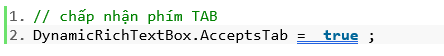 1. // chấp nhận phím TAB
2. DynamicRichTextBox.AcceptsTab = true ;